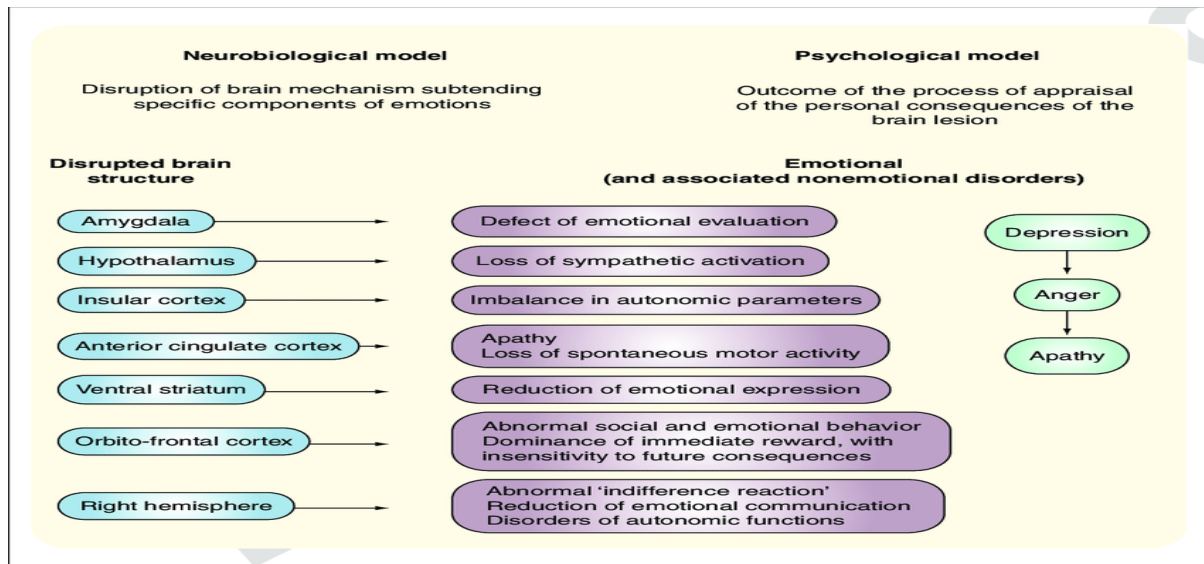 Neurobiological model
Disruption of brain mechanism subtending
specific components of emotions
Psychological model
Outcome of the process of appraisal
of the personal consequences of the
brain lesion
Disrupted brain
structure
Emotional
(and associated nonemotional disorders)
Amygdala
Defect of emotional evaluation
Hypothalamus
Loss of sympathetic activation
Insular cortex
Imbalance in autonomic parameters
Anterior cingulate cortex
Apathy
Loss of spontaneous motor activity
Ventral striatum
Reduction of emotional expression
Orbito-frontal cortex
Abnormal social and emotional behavior
Dominance of immediate reward, with
insensitivity to future consequences
Right hemisphere
Abnormal ‘indifference reaction’
Reduction of emotional communication
Disorders of autonomic functions
Depression
Anger
Apathy